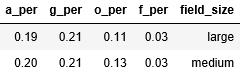 a_per g_per o_per f_per field_size
0.19 0.21 0.11 0.03 large
0.20 0.21 0.13 0.03 medium